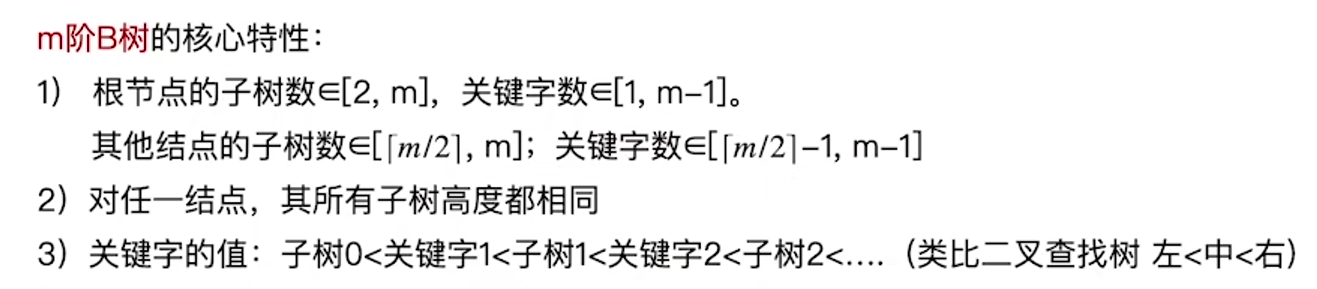 m阶B树的核心特性：
1） 根节点的子树数∈[2, m]，关键字数∈[1, m–1]。
其他结点的子树数∈[⌈m/2⌉, m]；关键字数∈[⌈m/2⌉–1, m–1]
2）对任一结点，其所有子树高度都相同
3）关键字的值：子树0<关键字1<子树1<关键字2<子树2<…. （类比二叉查找树 左<中<右）